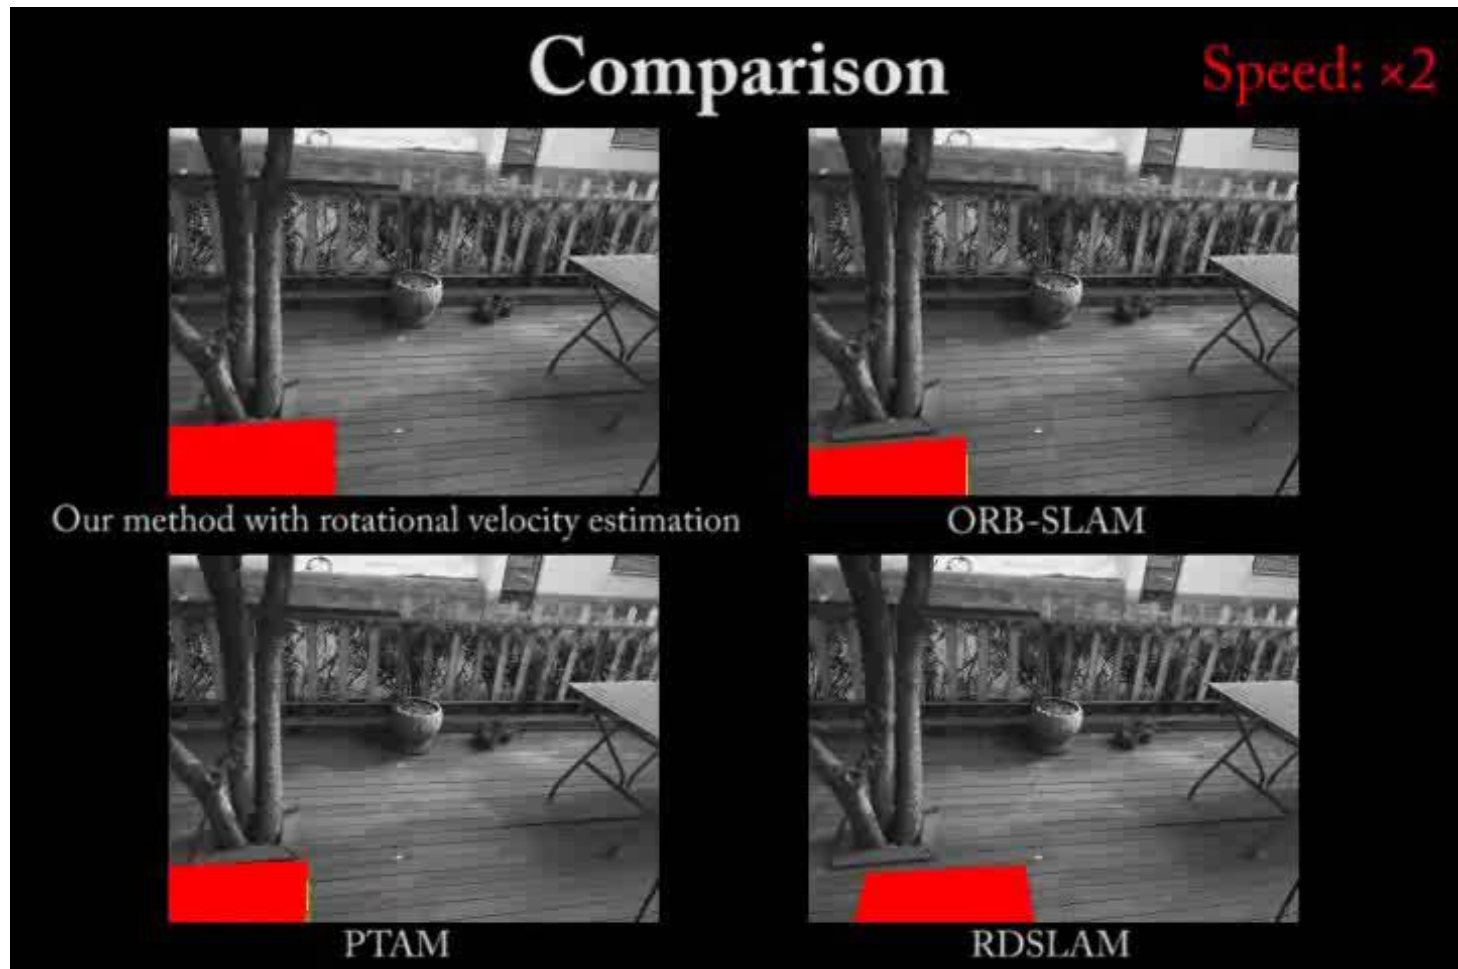 Comparison
Speed: ×2
Our method with rotational velocity estimation
ORB-SLAM
PTAM
RDSLAM